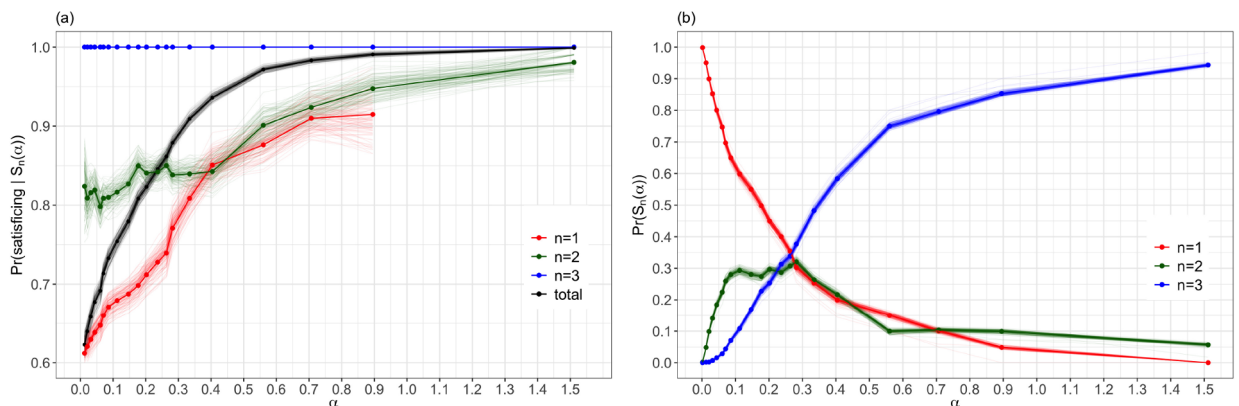 (a)
Pr(satisficing | Sn(α))
1.0
0.9
0.8
0.7
0.6
n=1
n=2
n=3
total
0.0 0.1 0.2 0.3 0.4 0.5 0.6 0.7 0.8 0.9 1.0 1.1 1.2 1.3 1.4 1.5
α
(b)
Pr(Sn(α))
1.0
0.9
0.8
0.7
0.6
0.5
0.4
0.3
0.2
0.1
0.0
n=1
n=2
n=3
0.0 0.1 0.2 0.3 0.4 0.5 0.6 0.7 0.8 0.9 1.0 1.1 1.2 1.3 1.4 1.5
α